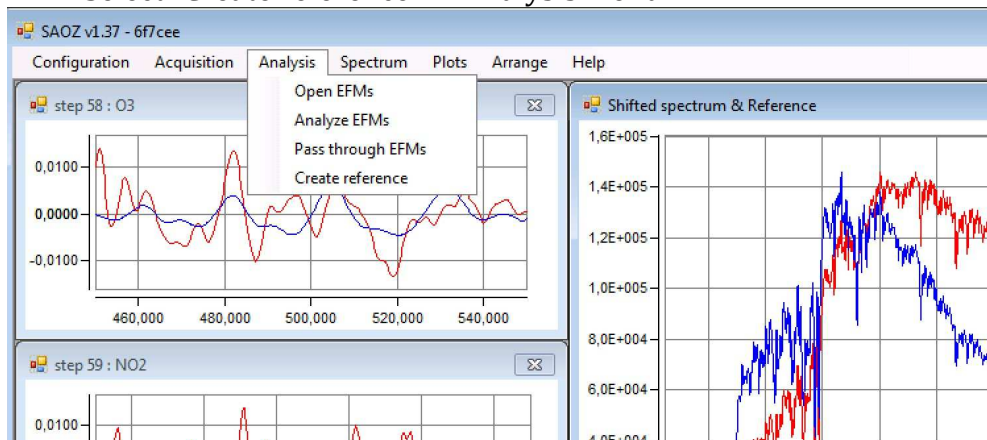 SAOZ v1.37 - 6f7cee
Configuration Acquisition Analysis Spectrum Plots Arrange Help
Open EFMs
Analyze EFMs
Pass through EFMs
Create reference
step 58 : O3
0,0100
0,0000
-0,0100
460,000 480,000 500,000 520,000 540,000
step 59 : NO2
0,0100
Shifted spectrum & Reference
1,6E+005
1,4E+005
1,2E+005
1,0E+005
8,0E+004
6,0E+004
4,0E+004